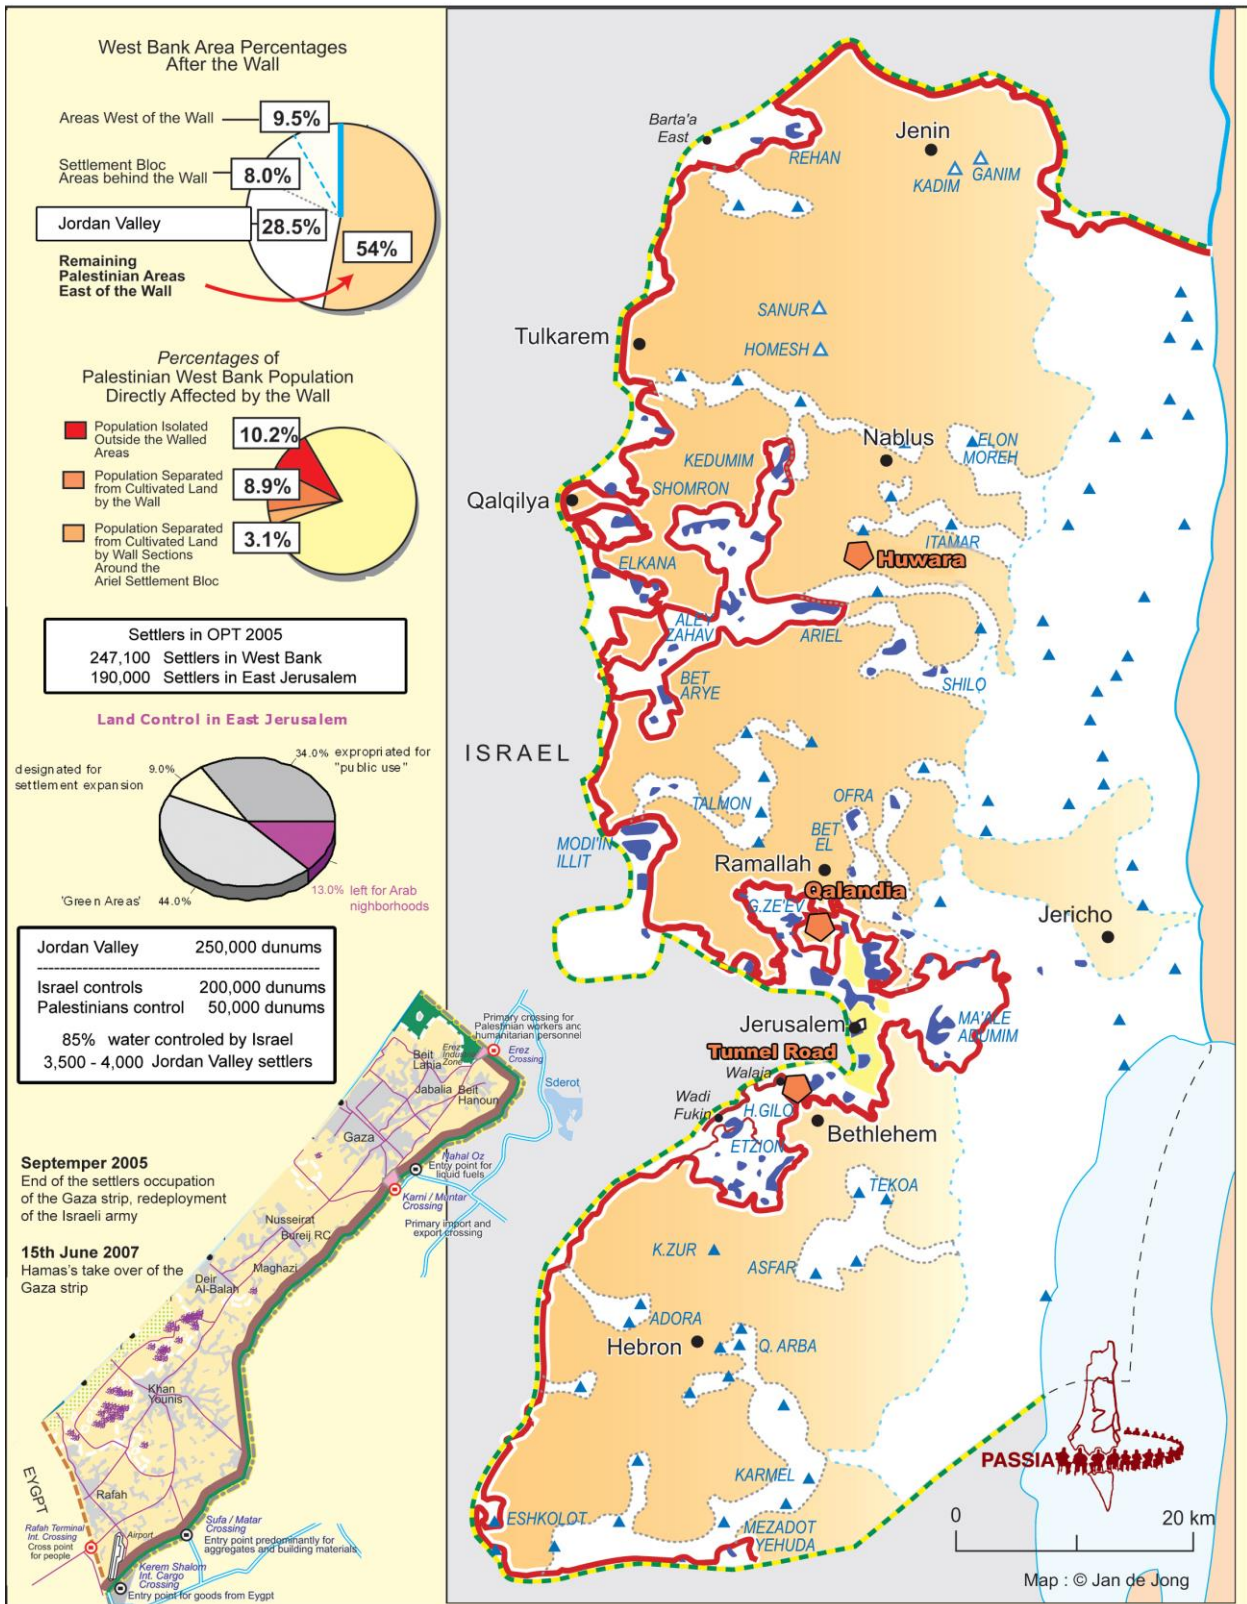 West Bank Area Percentages
After the Wall
Areas West of the Wall
9.5%
Settlement Bloc
Areas behind the Wall
8.0%
Jordan Valley
28.5%
54%
Remaining
Palestinian Areas
East of the Wall
Percentages of
Palestinian West Bank Population
Directly Affected by the Wall
Population Isolated
Outside the Walled
Areas
10.2%
Population Separated
from Cultivated Land
by the Wall
8.9%
Population Separated
from Cultivated Land
by Wall Sections
Around the
Ariel Settlement Bloc
3.1%
Settlers in OPT 2005
247,100 Settlers in West Bank
190,000 Settlers in East Jerusalem
Land Control in East Jerusalem
34.0% expropriated for
"public use"
designated for
settlement expansion
9.0%
'Green Areas' 44.0%
13.0% left for Arab
nighborhoods
Jordan Valley 250,000 dunums
Israel controls 200,000 dunums
Palestinians control 50,000 dunums
85% water controled by Israel
3,500 - 4,000 Jordan Valley settlers
Septemper 2005
End of the settlers occupation
of the Gaza strip, redeployment
of the Israeli army
15th June 2007
Hamas's take over of the
Gaza strip
Primary crossing for
Palestinian workers and
humanitarian personnel
Erez
Crossing
Erez
Industrial
Zone
Beit
Lahia
Jabalia
Beit
Hanoun
Sderot
Gaza
Nahal Oz
Entry point for
liquid fuels
Karni / Muntar
Crossing
Primary import and
export crossing
Nusseirat
Bureij RC
Maghazi
Deir
Al-Balah
Khan
Younis
EYGPT
Rafah
Rafah Terminal
Int. Crossing
Cross point
for people
Airport
Sufa / Matar
Crossing
Entry point predominantly for
aggregates and building materials
Kerem Shalom
Int. Cargo
Crossing
Entry point for goods from Eygpt
Barta'a
East
REHAN
Jenin
KADIM
GANIM
SANUR
Tulkarem
HOMESH
Nablus
ELON
MOREH
KEDUMIM
SHOMRON
Qalqilya
ITAMAR
Huwara
ELKANA
ALEY
ZAHAV
ARIEL
BET
ARYE
SHILO
ISRAEL
TALMON
OFRA
BET
EL
MODI'IN
ILLIT
Ramallah
Qalandia
G.ZE'EV
Jericho
Jerusalem
MA'ALE
ADUMIM
Tunnel Road
Walaja
Wadi
Fukin
H.GILO
Bethlehem
ETZION
TEKOA
K.ZUR
ASFAR
ADORA
Hebron
Q. ARBA
KARMEL
ESHKOLOT
MEZADOT
YEHUDA
PASSIA
0 20 km
Map : © Jan de Jong